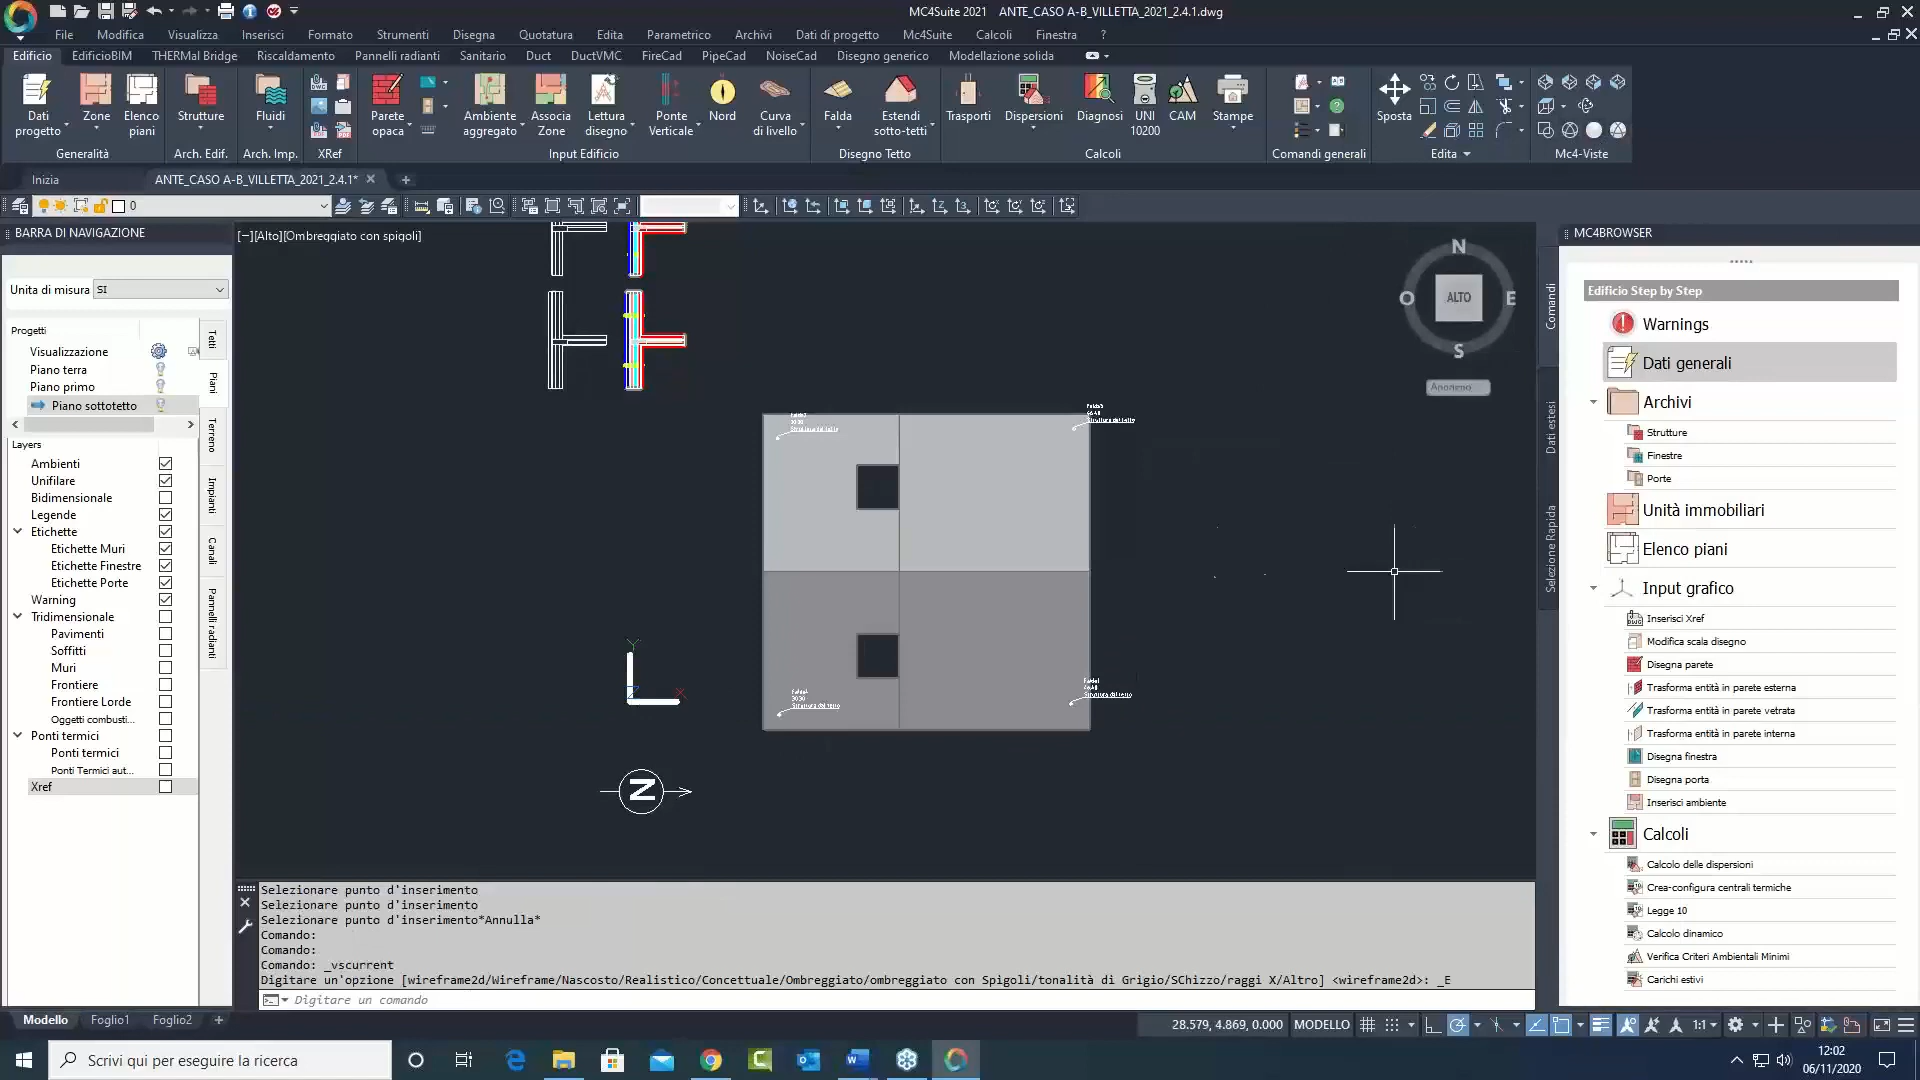 MC4Suite 2021 ANTE_CASO A-B_VILLETTA_2021_2.4.1.dwg
File Modifica Visualizza Inserisci Formato Strumenti Disegna Quotatura Edita Parametrico Archivi Dati di progetto Mc4Suite Calcoli Finestra ?
Edificio EdificioBIM THERMal Bridge Riscaldamento Pannelli radianti Sanitario Duct DuctVMC FireCad PipeCad NoiseCad Disegno generico Modellazione solida
Dati progetto Zone Elenco piani Strutture Fluidi Parete opaca Ambiente aggregato Associa Zone Lettura disegno Ponte Verticale Nord Curva di livello Falda Estendi sotto-tetti Trasporti Dispersioni Diagnosi UNI 10200 CAM Stampe Sposta
Generalità Arch. Edif. Arch. Imp. XRef Input Edificio Disegno Tetto Calcoli Comandi generali Edita Mc4-Viste
Inizia ANTE_CASO A-B_VILLETTA_2021_2.4.1*
0
BARRA DI NAVIGAZIONE
Unita di misura SI
Progetti
Visualizzazione
Piano terra
Piano primo
Piano sottotetto
Layers
Ambienti
Unifilare
Bidimensionale
Legende
Etichette
Etichette Muri
Etichette Finestre
Etichette Porte
Warning
Tridimensionale
Pavimenti
Soffitti
Muri
Frontiere
Frontiere Lorde
Oggetti combusti...
Ponti termici
Ponti termici
Ponti Termici aut...
Xref
Tetti
Piani
Terreno
Impianti
Canali
Pannelli radianti
[−][Alto][Ombreggiato con spigoli]
N
O
ALTO
E
S
Anonimo
Y
X
N
Selezionare punto d'inserimento
Selezionare punto d'inserimento
Selezionare punto d'inserimento*Annulla*
Comando:
Comando:
Comando: _vscurrent
Digitare un'opzione [wireframe2d/Wireframe/Nascosto/Realistico/Concettuale/Ombreggiato/ombreggiato con Spigoli/tonalità di Grigio/SChizzo/raggi X/Altro] <wireframe2d>: _E
Digitare un comando
Comandi
Dati estesi
Selezione Rapida
MC4BROWSER
Edificio Step by Step
Warnings
Dati generali
Archivi
Strutture
Finestre
Porte
Unità immobiliari
Elenco piani
Input grafico
Inserisci Xref
Modifica scala disegno
Disegna parete
Trasforma entità in parete esterna
Trasforma entità in parete vetrata
Trasforma entità in parete interna
Disegna finestra
Disegna porta
Inserisci ambiente
Calcoli
Calcolo delle dispersioni
Crea-configura centrali termiche
Legge 10
Calcolo dinamico
Verifica Criteri Ambientali Minimi
Carichi estivi
Modello Foglio1 Foglio2 +
28.579, 4.869, 0.000 MODELLO 1:1
Scrivi qui per eseguire la ricerca
12:02
06/11/2020